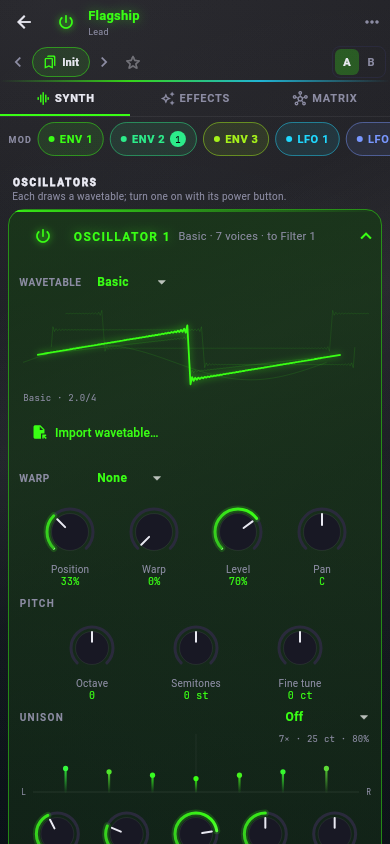 Flagship
Lead
Init
A B
SYNTH EFFECTS MATRIX
MOD ENV 1 ENV 2 1 ENV 3 LFO 1 LFO
OSCILLATORS
Each draws a wavetable; turn one on with its power button.
OSCILLATOR 1 Basic · 7 voices · to Filter 1
WAVETABLE Basic
Basic · 2.0/4
Import wavetable…
WARP None
Position Warp Level Pan
33% 0% 70% C
PITCH
Octave Semitones Fine tune
0 0 st 0 ct
UNISON Off
7× · 25 ct · 80%
L R